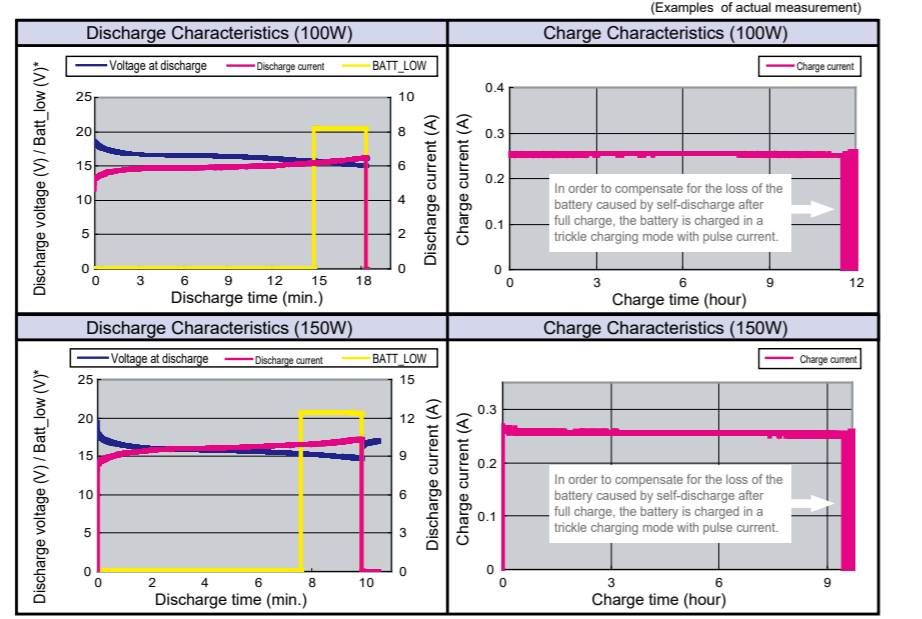 (Examples of actual measurement)
Discharge Characteristics (100W)
Voltage at discharge
Discharge current
BATT_LOW
Discharge voltage (V) / Batt_low (V)*
25
20
15
10
5
0
10
8
6
4
2
0
Discharge current (A)
0 3 6 9 12 15 18
Discharge time (min.)
Charge Characteristics (100W)
Charge current
Charge current (A)
0.4
0.3
0.2
0.1
0
In order to compensate for the loss of the
battery caused by self-discharge after
full charge, the battery is charged in a
trickle charging mode with pulse current.
0 3 6 9 12
Charge time (hour)
Discharge Characteristics (150W)
Voltage at discharge
Discharge current
BATT_LOW
Discharge voltage (V) / Batt_low (V)*
25
20
15
10
5
0
15
12
9
6
3
0
Discharge current (A)
0 2 4 6 8 10
Discharge time (min.)
Charge Characteristics (150W)
Charge current
Charge current (A)
0.3
0.2
0.1
0
In order to compensate for the loss of the
battery caused by self-discharge after
full charge, the battery is charged in a
trickle charging mode with pulse current.
0 3 6 9
Charge time (hour)